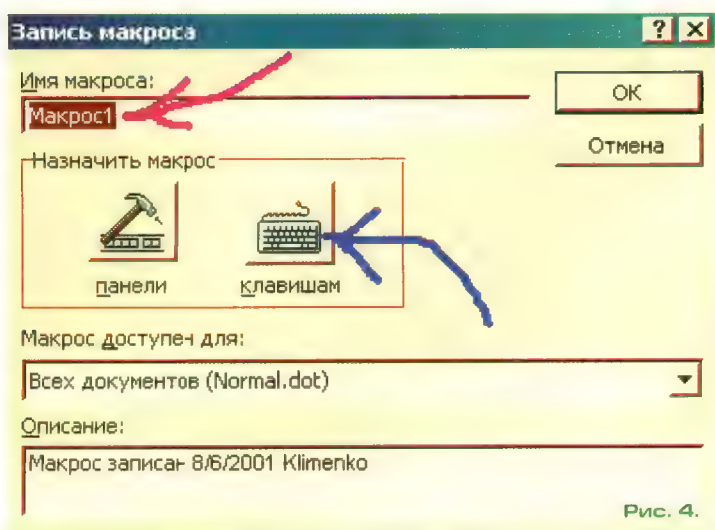 Запись макроса
Имя макроса:
Макрос1
ОК
Отмена
Назначить макрос
панели
клавишам
Макрос доступен для:
Всех документов (Normal.dot)
Описание:
Макрос записан 8/6/2001 Klimenko
Рис. 4.